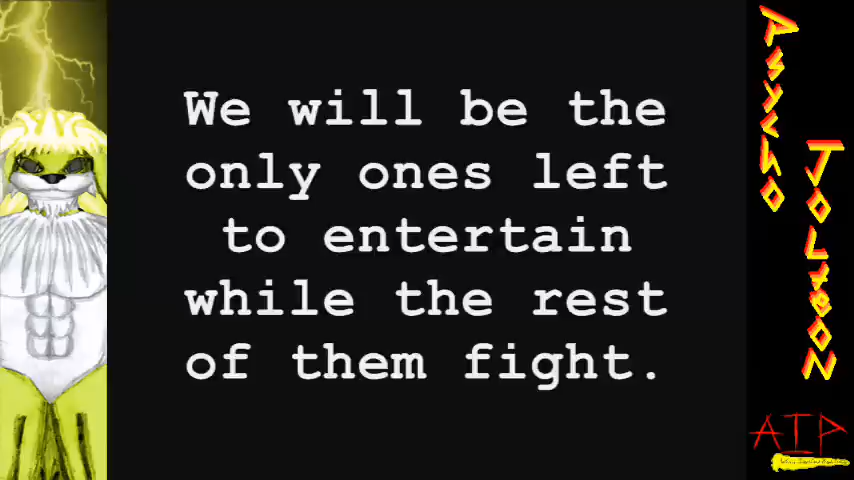 We will be the
only ones left
to entertain
while the rest
of them fight.
Psycho
Jolteon
AIP